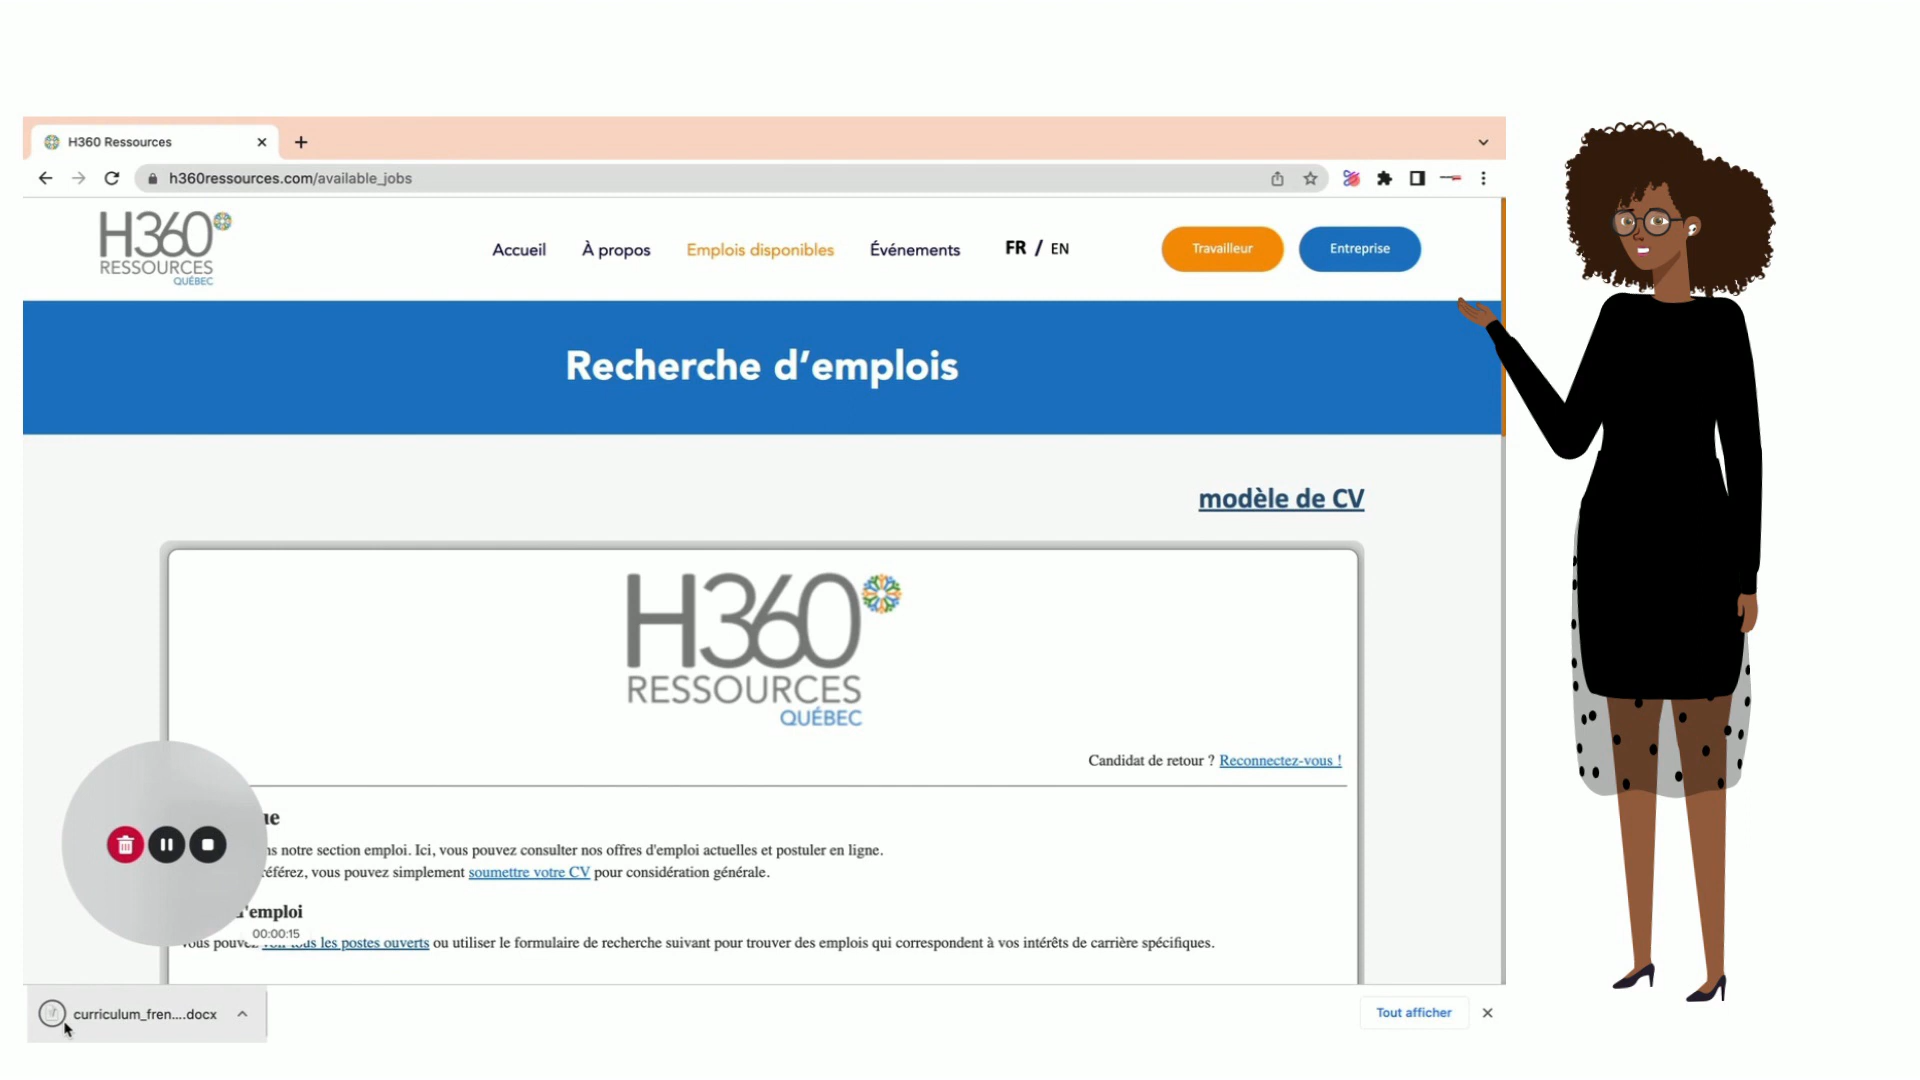 H360 Ressources
h360ressources.com/available_jobs
H360
RESSOURCES
QUÉBEC
Accueil
À propos
Emplois disponibles
Événements
FR / EN
Travailleur
Entreprise
Recherche d'emplois
modèle de CV
H360
RESSOURCES
QUÉBEC
Candidat de retour ? Reconnectez-vous !
notre section emploi. Ici, vous pouvez consulter nos offres d'emploi actuelles et postuler en ligne.
vous pouvez simplement soumettre votre CV pour considération générale.
d'emploi
00:00:15
vous pouvez voir tous les postes ouverts ou utiliser le formulaire de recherche suivant pour trouver des emplois qui correspondent à vos intérêts de carrière spécifiques.
curriculum_fren....docx
Tout afficher